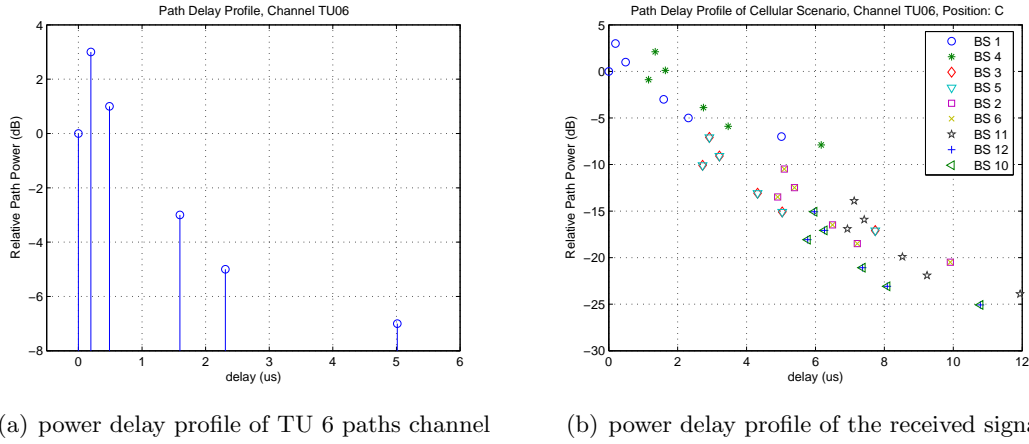 Path Delay Profile, Channel TU06
4
2
0
−2
−4
−6
−8
Relative Path Power (dB)
0 1 2 3 4 5 6
delay (us)
Path Delay Profile of Cellular Scenario, Channel TU06, Position: C
5
0
−5
−10
−15
−20
−25
−30
Relative Path Power (dB)
0 2 4 6 8 10 12
delay (us)
BS 1
BS 4
BS 3
BS 5
BS 2
BS 6
BS 11
BS 12
BS 10
a) power delay profile of TU 6 paths channel
(b) power delay profile of the received signa